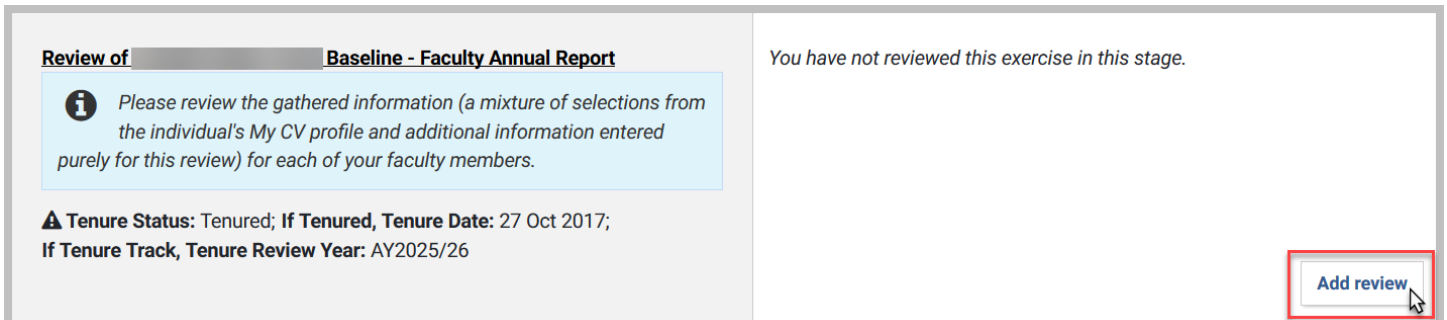 Review of Baseline - Faculty Annual Report
Please review the gathered information (a mixture of selections from
the individual's My CV profile and additional information entered
purely for this review) for each of your faculty members.
Tenure Status: Tenured; If Tenured, Tenure Date: 27 Oct 2017;
If Tenure Track, Tenure Review Year: AY2025/26
You have not reviewed this exercise in this stage.
Add review